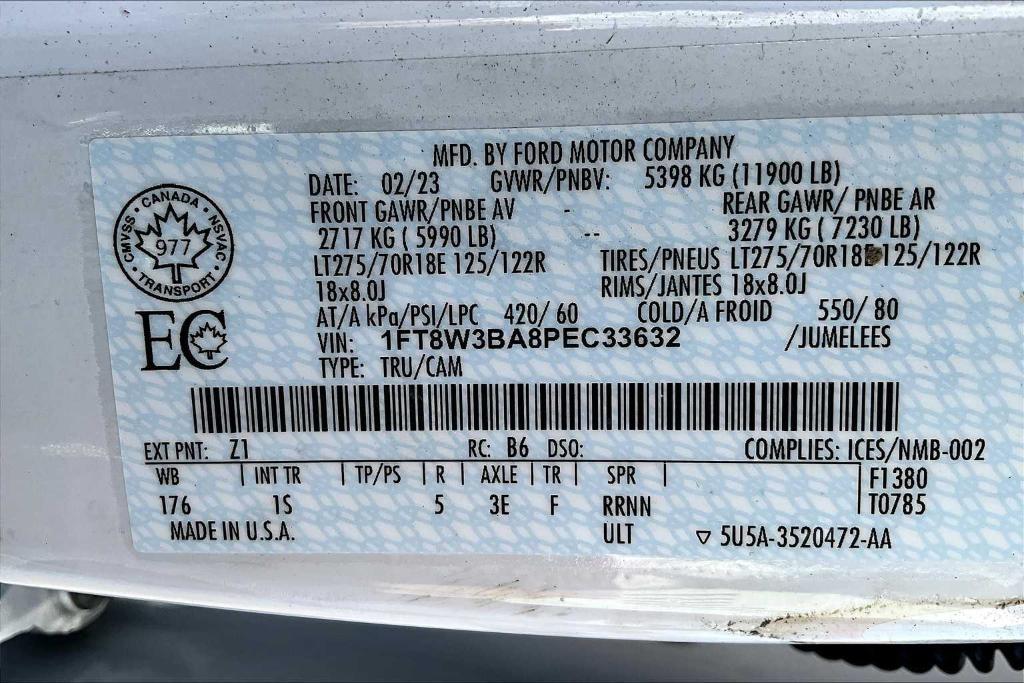 MFD. BY FORD MOTOR COMPANY
DATE: 02/23 GVWR/PNBV: 5398 KG (11900 LB)
FRONT GAWR/PNBE AV - REAR GAWR/ PNBE AR
2717 KG ( 5990 LB) -- 3279 KG ( 7230 LB)
LT275/70R18E 125/122R TIRES/PNEUS LT275/70R18E 125/122R
18x8.0J RIMS/JANTES 18x8.0J
AT/A kPa/PSI/LPC 420/ 60 COLD/A FROID 550/ 80
VIN: 1FT8W3BA8PEC33632 /JUMELEES
TYPE: TRU/CAM
CANADA
CMVSS NSVAC
977
TRANSPORT
EC
EXT PNT: Z1 RC: B6 DSO: COMPLIES: ICES/NMB-002
WB | INT TR | TP/PS | R | AXLE | TR | SPR | F1380
176 1S 5 3E F RRNN T0785
MADE IN U.S.A. ULT ▽ 5U5A-3520472-AA